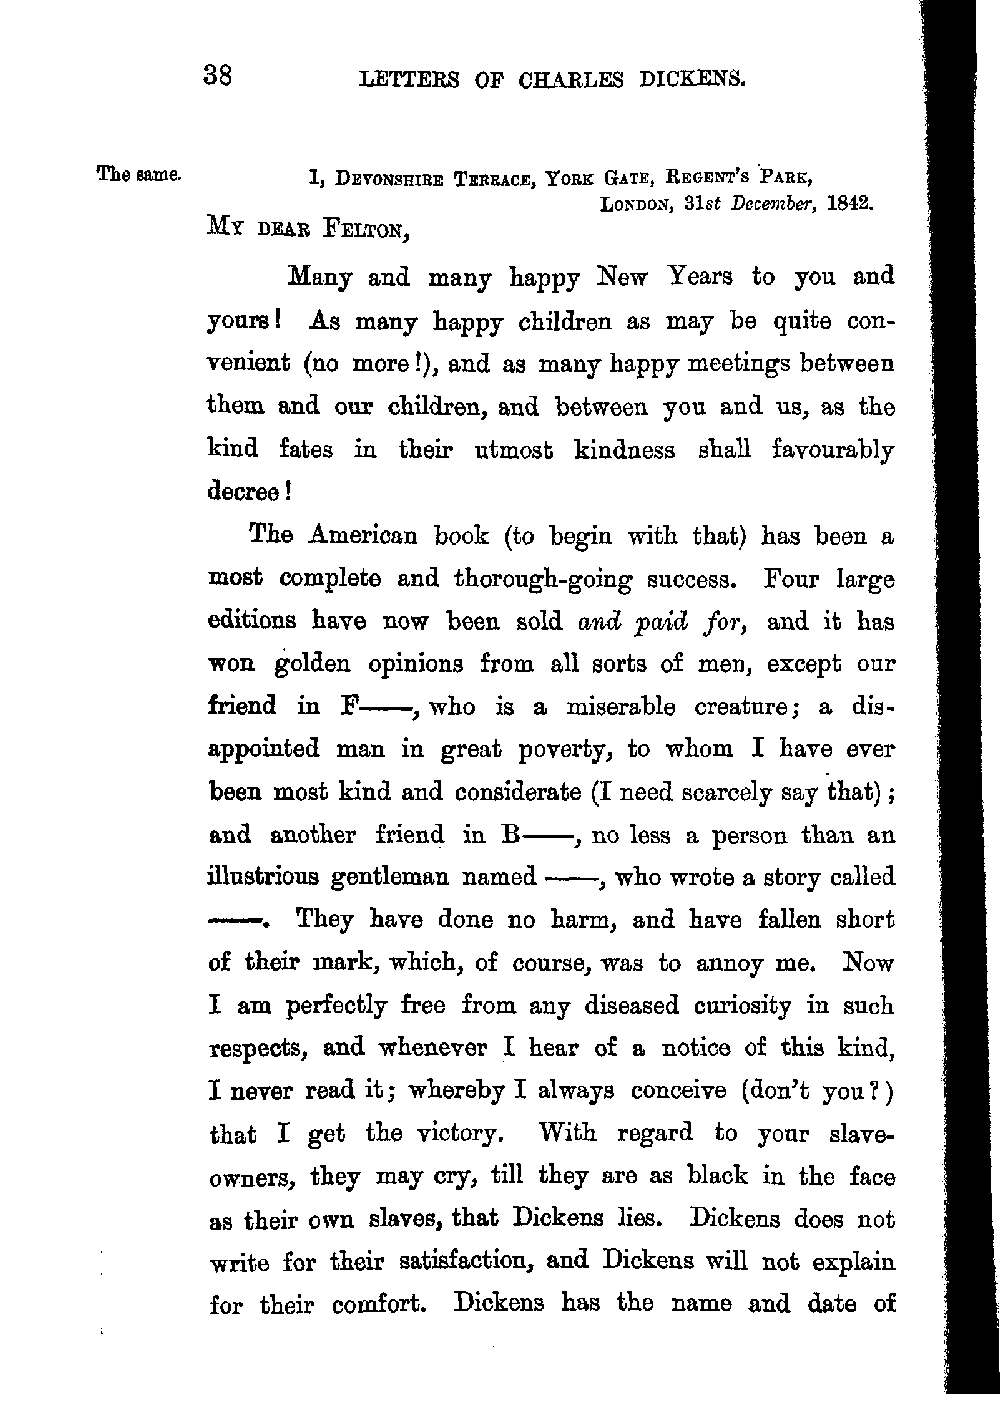 38 LETTERS OF CHARLES DICKENS.
The same. 1, DEVONSHIRE TERRACE, YORK GATE, REGENT'S PARK,
LONDON, 31st December, 1842.
MY DEAR FELTON,
Many and many happy New Years to you and
yours! As many happy children as may be quite con-
venient (no more!), and as many happy meetings between
them and our children, and between you and us, as the
kind fates in their utmost kindness shall favourably
decree!
The American book (to begin with that) has been a
most complete and thorough-going success. Four large
editions have now been sold and paid for, and it has
won golden opinions from all sorts of men, except our
friend in F——, who is a miserable creature; a dis-
appointed man in great poverty, to whom I have ever
been most kind and considerate (I need scarcely say that);
and another friend in B——, no less a person than an
illustrious gentleman named ——, who wrote a story called
——. They have done no harm, and have fallen short
of their mark, which, of course, was to annoy me. Now
I am perfectly free from any diseased curiosity in such
respects, and whenever I hear of a notice of this kind,
I never read it; whereby I always conceive (don't you?)
that I get the victory. With regard to your slave-
owners, they may cry, till they are as black in the face
as their own slaves, that Dickens lies. Dickens does not
write for their satisfaction, and Dickens will not explain
for their comfort. Dickens has the name and date of